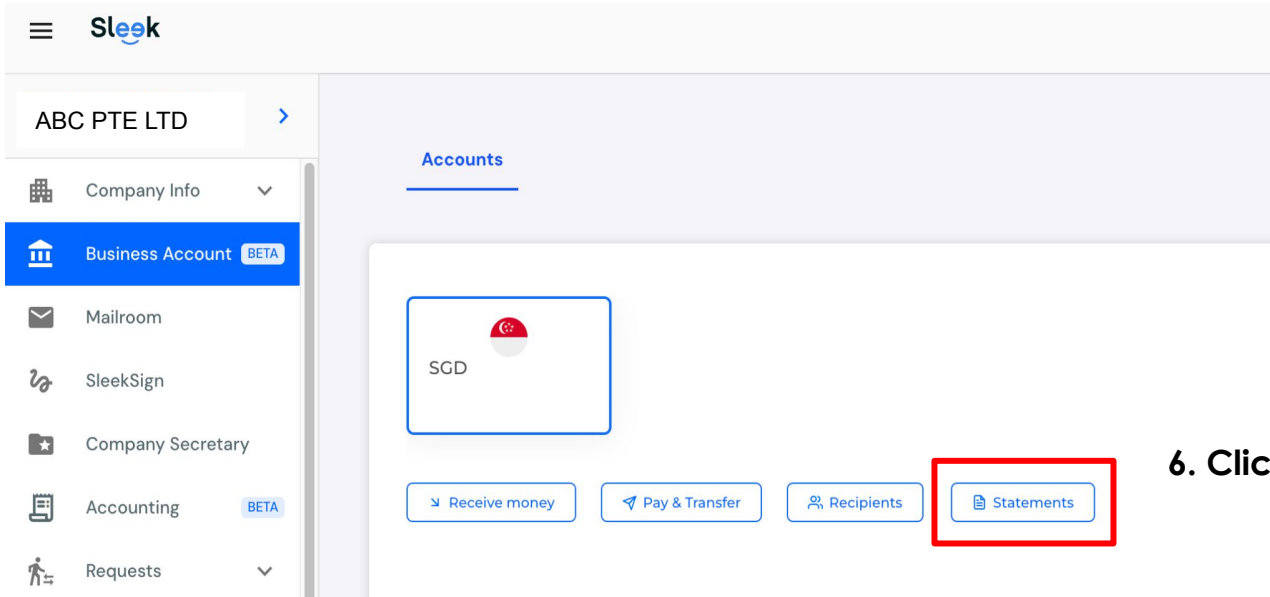 Sleek
ABC PTE LTD
Company Info
Business Account BETA
Mailroom
SleekSign
Company Secretary
Accounting BETA
Requests
Accounts
SGD
Receive money
Pay & Transfer
Recipients
Statements
6. Clic